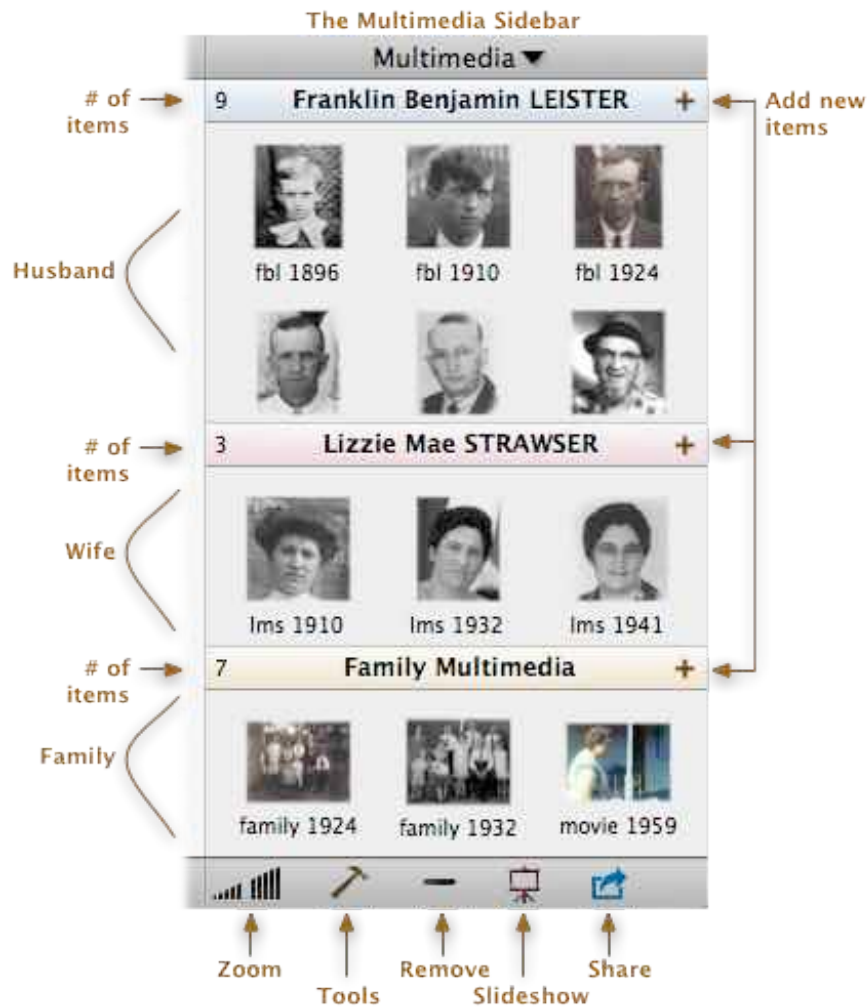 The Multimedia Sidebar
Multimedia
# of items
9 Franklin Benjamin LEISTER +
Add new items
Husband
fbl 1896 fbl 1910 fbl 1924
# of items
3 Lizzie Mae STRAWSER +
Wife
lms 1910 lms 1932 lms 1941
# of items
7 Family Multimedia +
Family
family 1924 family 1932 movie 1959
Zoom Tools Remove Slideshow Share